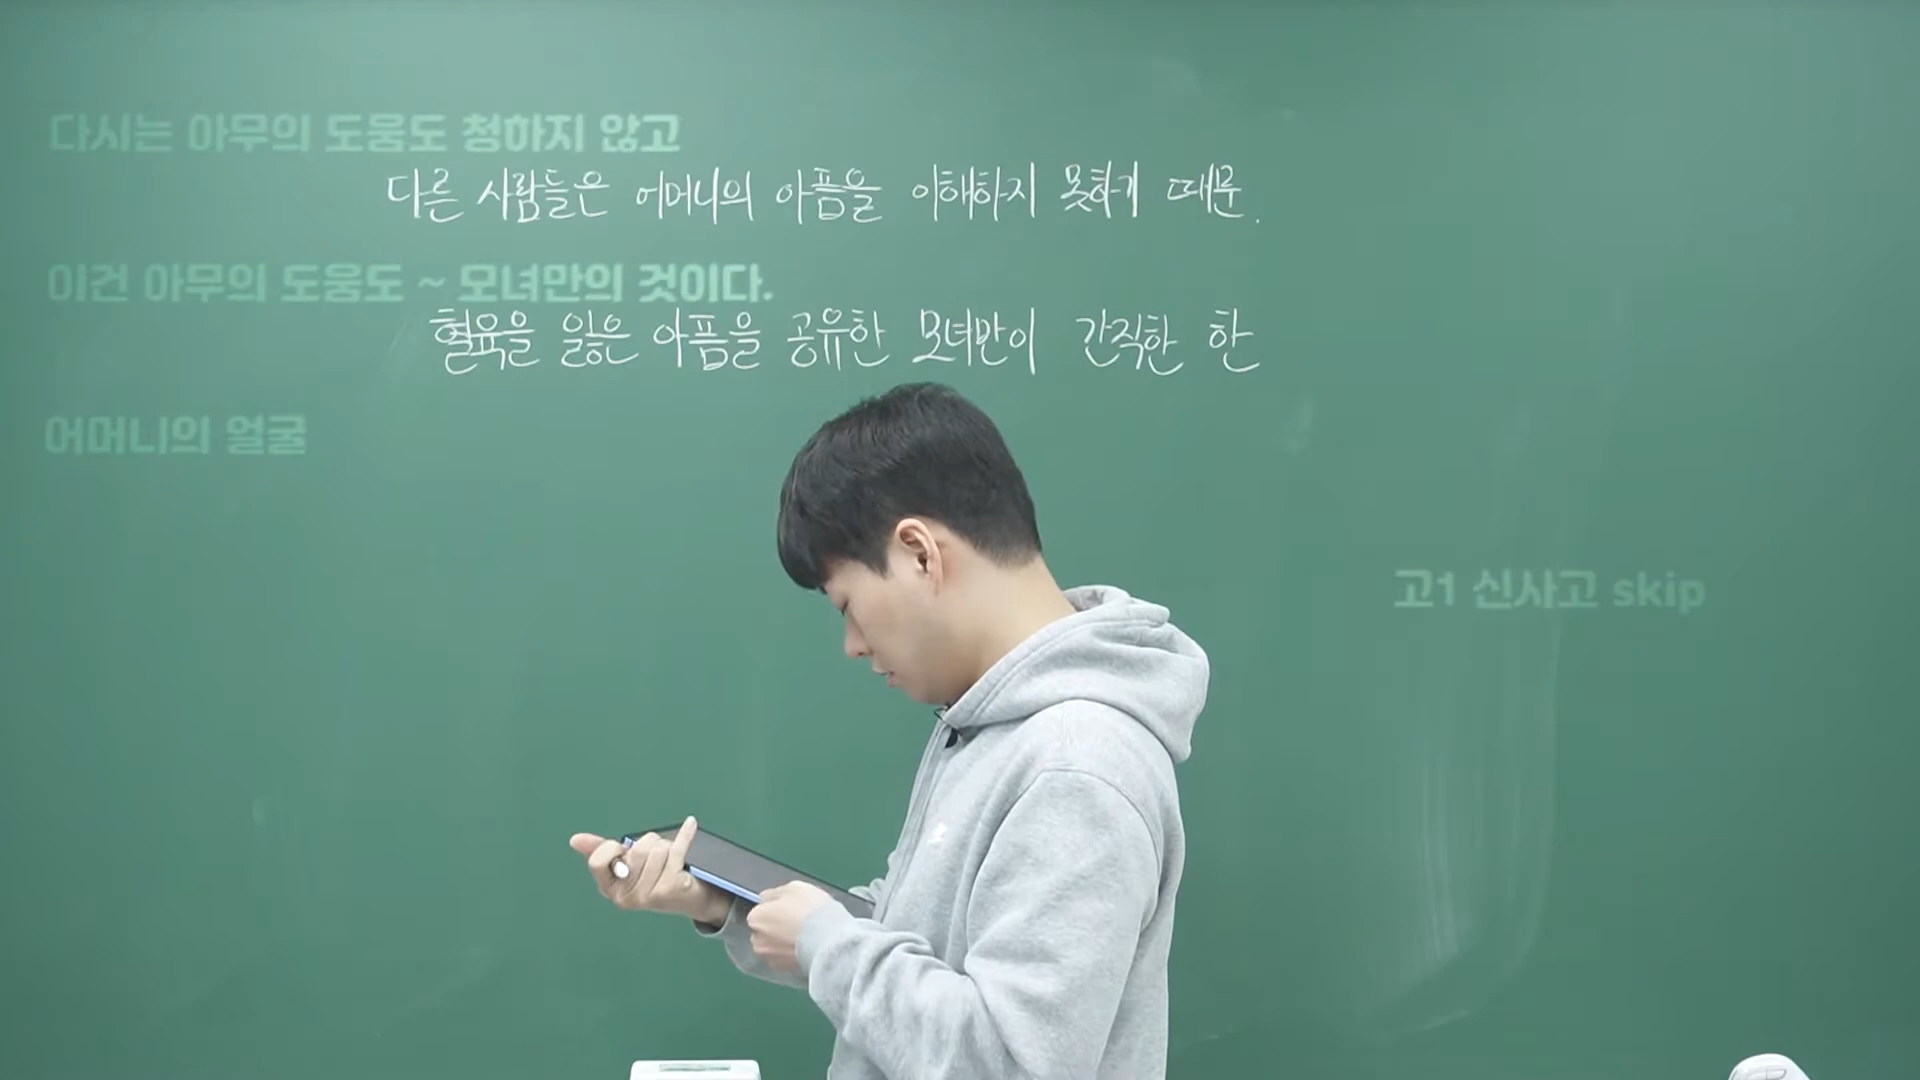 다시는 아무의 도움도 청하지 않고
다른 사람들은 어머니의 아픔을 이해하지 못하기 때문.
이건 아무의 도움도 ~ 모녀만의 것이다.
혈육을 잃은 아픔을 공유한 모녀만이 간직한 한
어머니의 얼굴
고1 신사고 skip